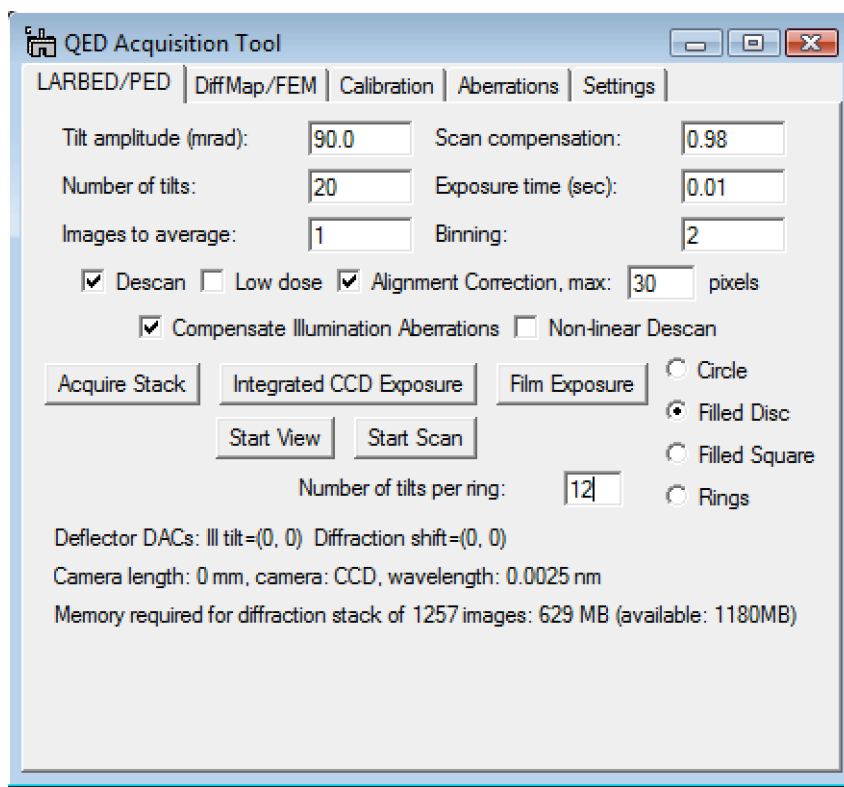 QED Acquisition Tool
LARBED/PED DiffMap/FEM Calibration Aberrations Settings
Tilt amplitude (mrad): 90.0 Scan compensation: 0.98
Number of tilts: 20 Exposure time (sec): 0.01
Images to average: 1 Binning: 2
Descan Low dose Alignment Correction, max: 30 pixels
Compensate Illumination Aberrations Non-linear Descan
Acquire Stack Integrated CCD Exposure Film Exposure Circle
Filled Disc
Start View Start Scan Filled Square
Number of tilts per ring: 12 Rings
Deflector DACs: Ill tilt=(0, 0) Diffraction shift=(0, 0)
Camera length: 0 mm, camera: CCD, wavelength: 0.0025 nm
Memory required for diffraction stack of 1257 images: 629 MB (available: 1180MB)